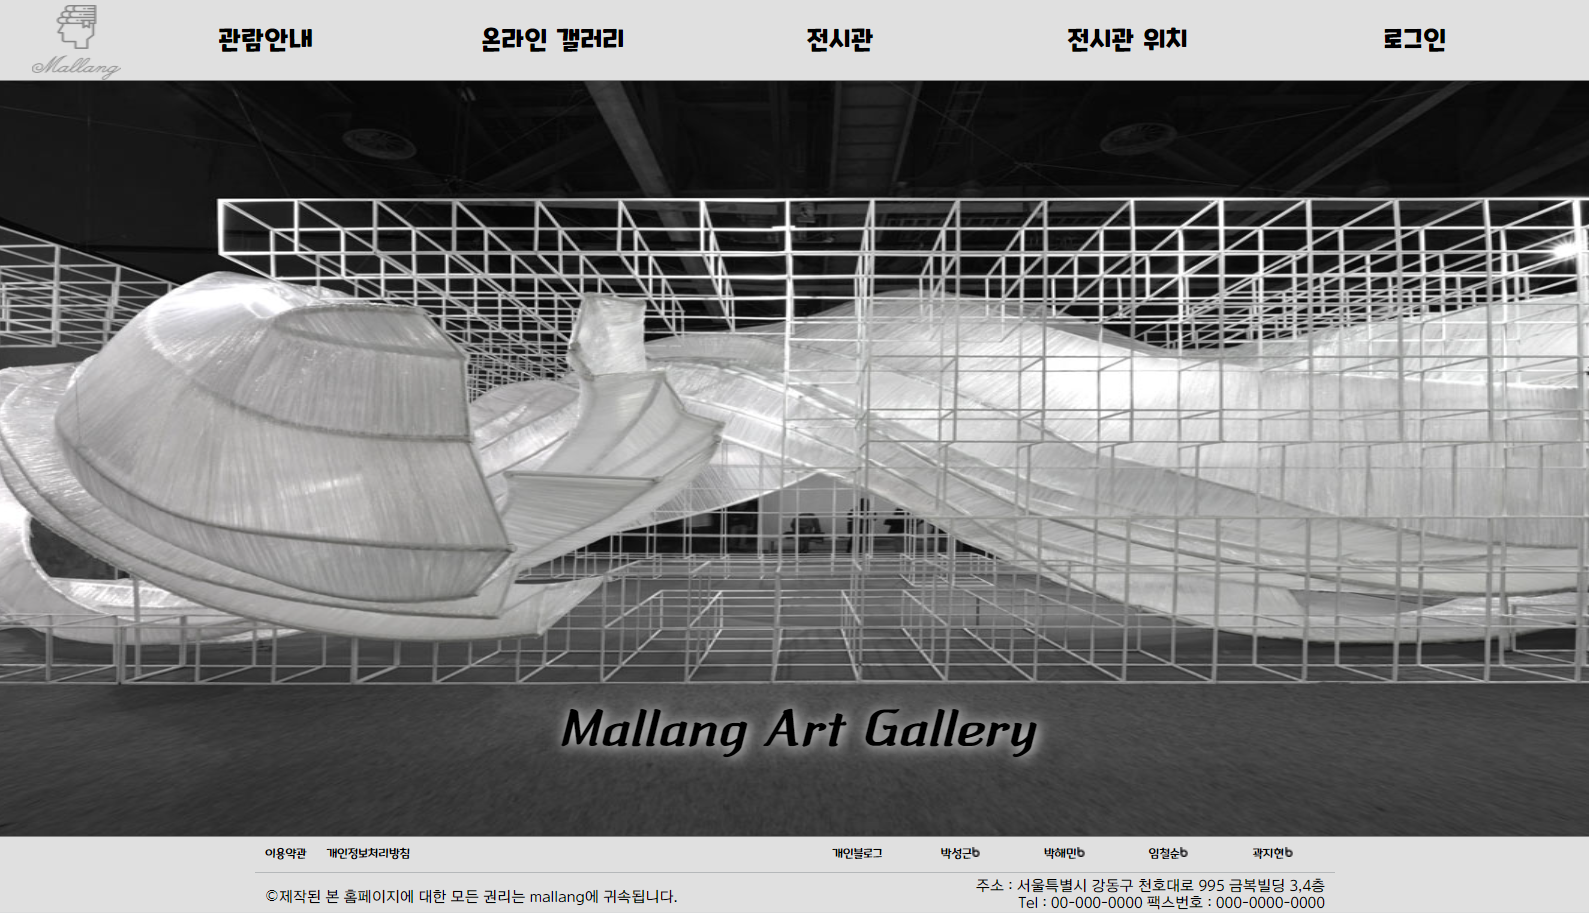 Mallang
관람안내
온라인 갤러리
전시관
전시관 위치
로그인
Mallang Art Gallery
이용약관 개인정보처리방침 개인블로그 박성근b 박해민b 임철순b 곽지현b
©제작된 본 홈페이지에 대한 모든 권리는 mallang에 귀속됩니다.
주소 : 서울특별시 강동구 천호대로 995 금복빌딩 3,4층
Tel : 00-000-0000 팩스번호 : 000-0000-0000